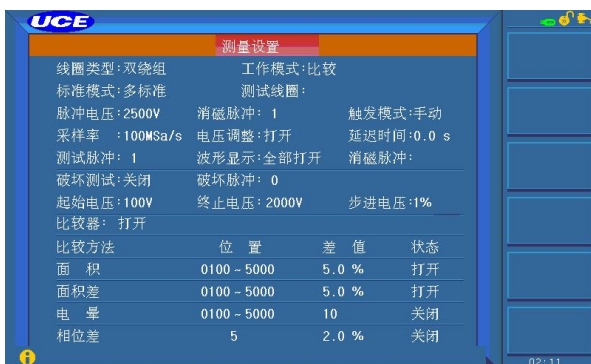 UCE
测量设置
线圈类型:双绕组 工作模式:比较
标准模式:多标准 测试线圈:
脉冲电压:2500V 消磁脉冲: 1 触发模式:手动
采样率 :100MSa/s 电压调整:打开 延迟时间:0.0 s
测试脉冲: 1 波形显示:全部打开 消磁脉冲:
破坏测试:关闭 破坏脉冲: 0
起始电压:100V 终止电压: 2000V 步进电压:1%
比较器: 打开
比较方法 位 置 差 值 状态
面 积 0100 ~ 5000 5.0 % 打开
面积差 0100 ~ 5000 5.0 % 打开
电 晕 0100 ~ 5000 10 关闭
相位差 5 2.0 % 关闭
02:11